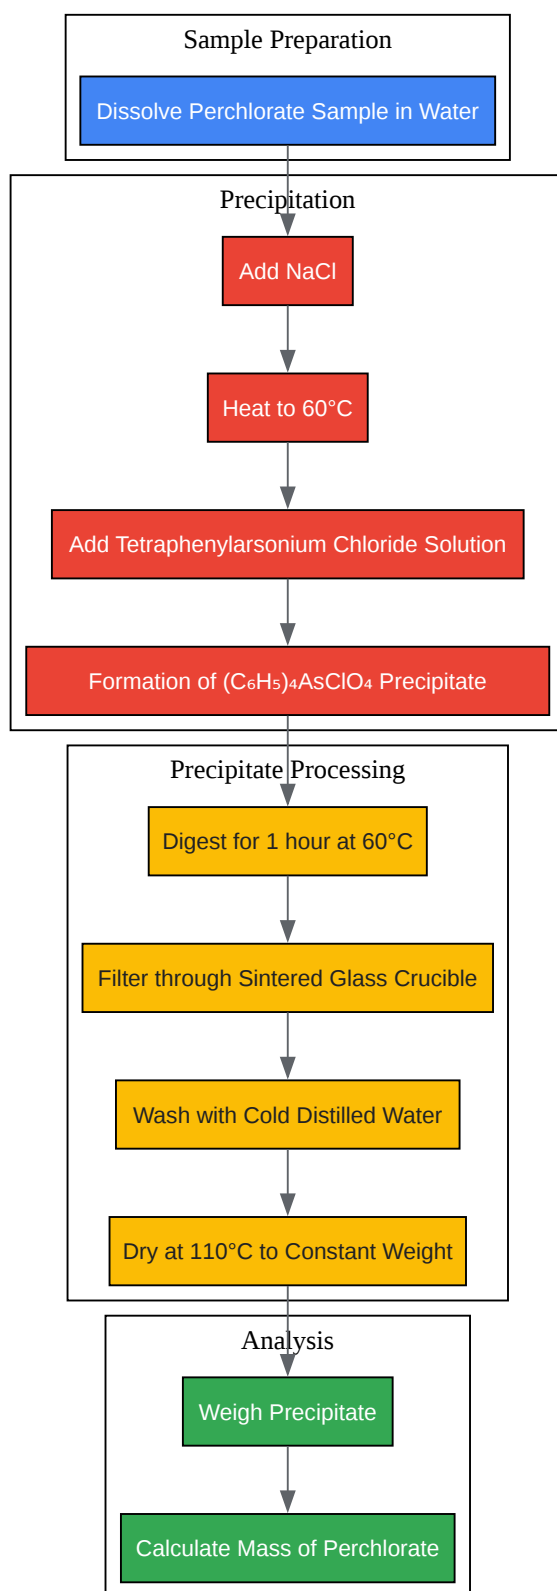 Sample Preparation
Dissolve Perchlorate Sample in Water
Precipitation
Add NaCl
Heat to 60°C
Add Tetraphenylarsonium Chloride Solution
Formation of (C₆H₅)₄AsClO₄ Precipitate
Precipitate Processing
Digest for 1 hour at 60°C
Filter through Sintered Glass Crucible
Wash with Cold Distilled Water
Dry at 110°C to Constant Weight
Analysis
Weigh Precipitate
Calculate Mass of Perchlorate